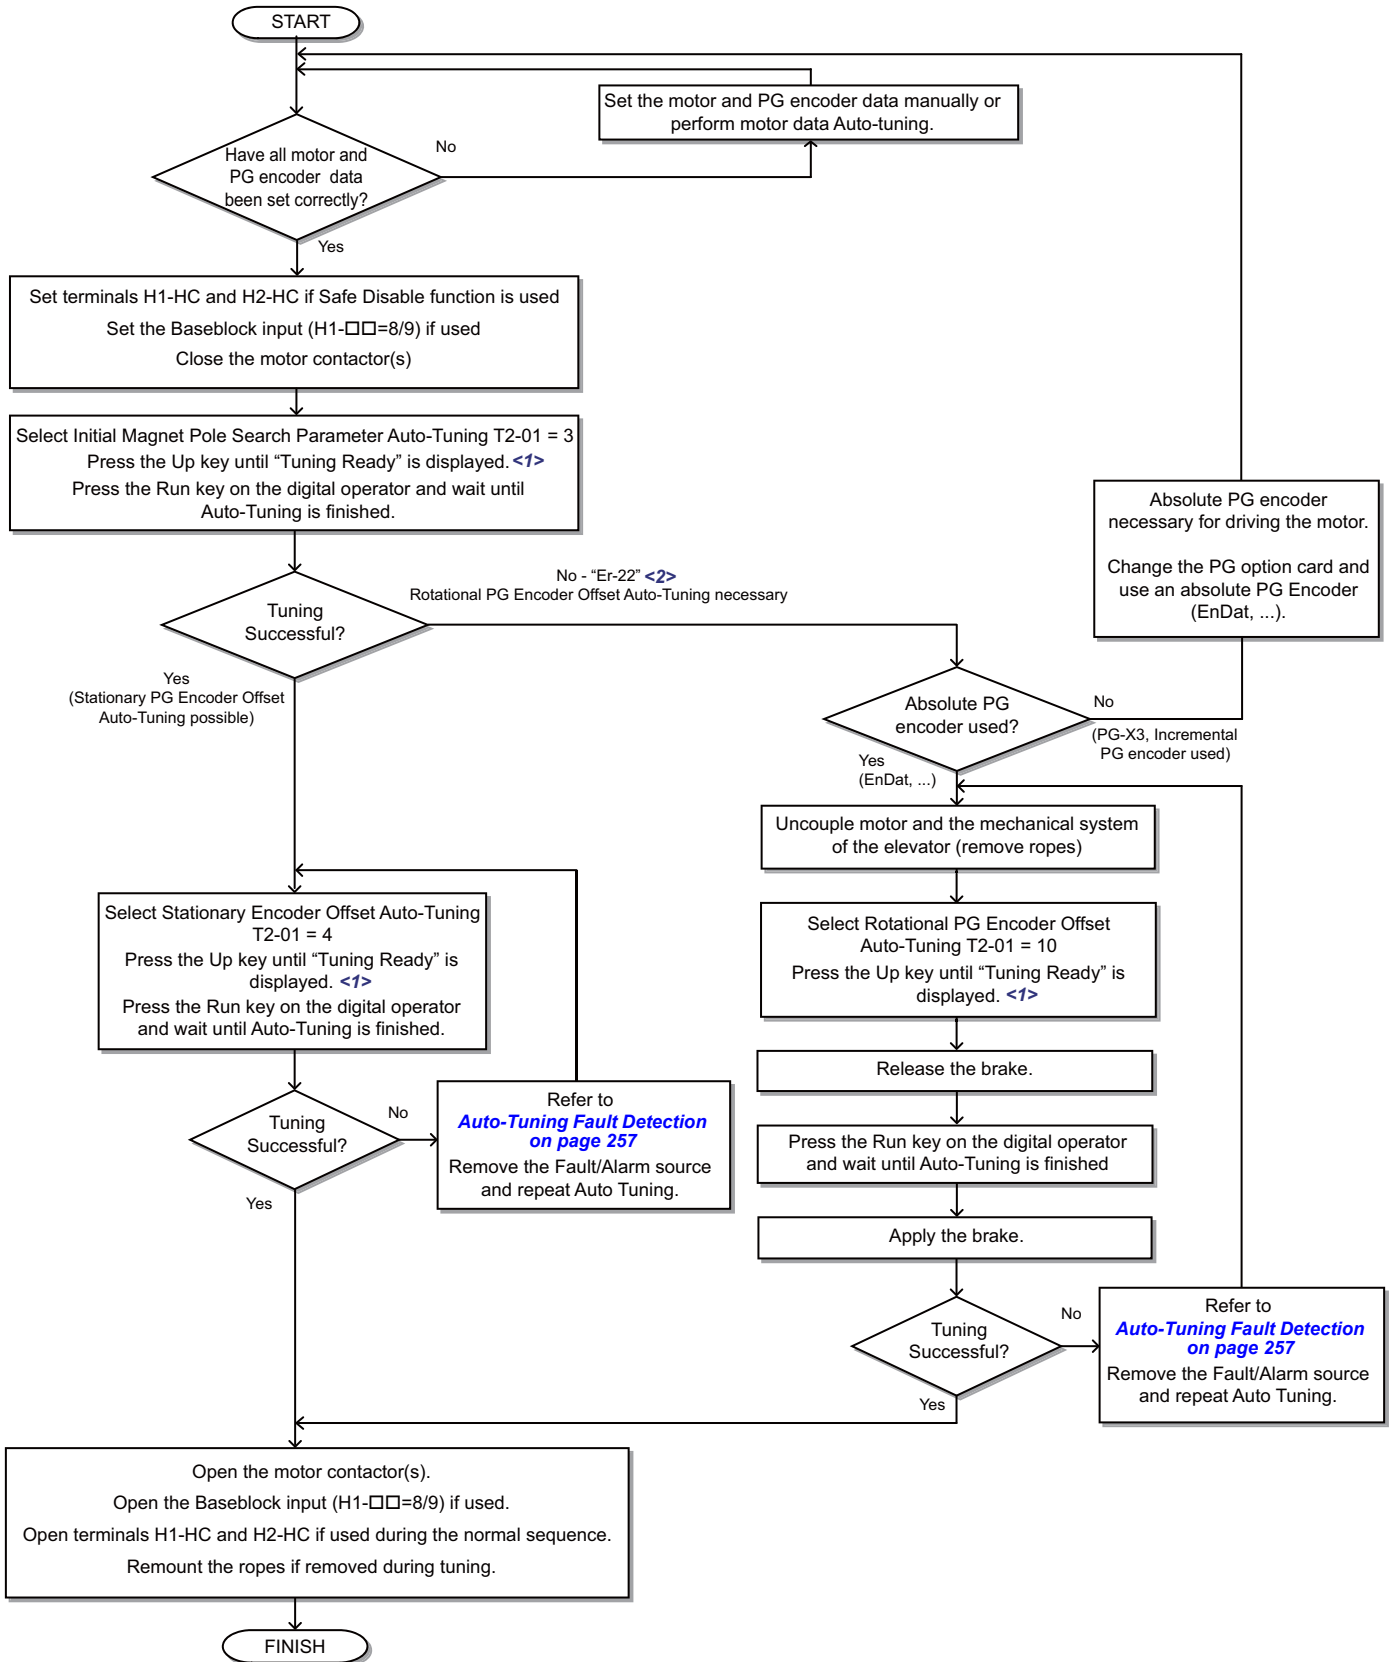 START
Set the motor and PG encoder data manually or
perform motor data Auto-tuning.
Have all motor and
PG encoder data
been set correctly?
No
Yes
Set terminals H1-HC and H2-HC if Safe Disable function is used
Set the Baseblock input (H1-□□=8/9) if used
Close the motor contactor(s)
Select Initial Magnet Pole Search Parameter Auto-Tuning T2-01 = 3
Press the Up key until “Tuning Ready” is displayed. <1>
Press the Run key on the digital operator and wait until
Auto-Tuning is finished.
Absolute PG encoder
necessary for driving the motor.
Change the PG option card and
use an absolute PG Encoder
(EnDat, ...).
Tuning
Successful?
No - “Er-22” <2>
Rotational PG Encoder Offset Auto-Tuning necessary
Yes
(Stationary PG Encoder Offset
Auto-Tuning possible)
Absolute PG
encoder used?
No
(PG-X3, Incremental
PG encoder used)
Yes
(EnDat, ...)
Uncouple motor and the mechanical system
of the elevator (remove ropes)
Select Stationary Encoder Offset Auto-Tuning
T2-01 = 4
Press the Up key until “Tuning Ready” is
displayed. <1>
Press the Run key on the digital operator
and wait until Auto-Tuning is finished.
Select Rotational PG Encoder Offset
Auto-Tuning T2-01 = 10
Press the Up key until “Tuning Ready” is
displayed. <1>
Release the brake.
Tuning
Successful?
No
Yes
Refer to
Auto-Tuning Fault Detection
on page 257
Remove the Fault/Alarm source
and repeat Auto Tuning.
Press the Run key on the digital operator
and wait until Auto-Tuning is finished
Apply the brake.
Tuning
Successful?
No
Yes
Refer to
Auto-Tuning Fault Detection
on page 257
Remove the Fault/Alarm source
and repeat Auto Tuning.
Open the motor contactor(s).
Open the Baseblock input (H1-□□=8/9) if used.
Open terminals H1-HC and H2-HC if used during the normal sequence.
Remount the ropes if removed during tuning.
FINISH